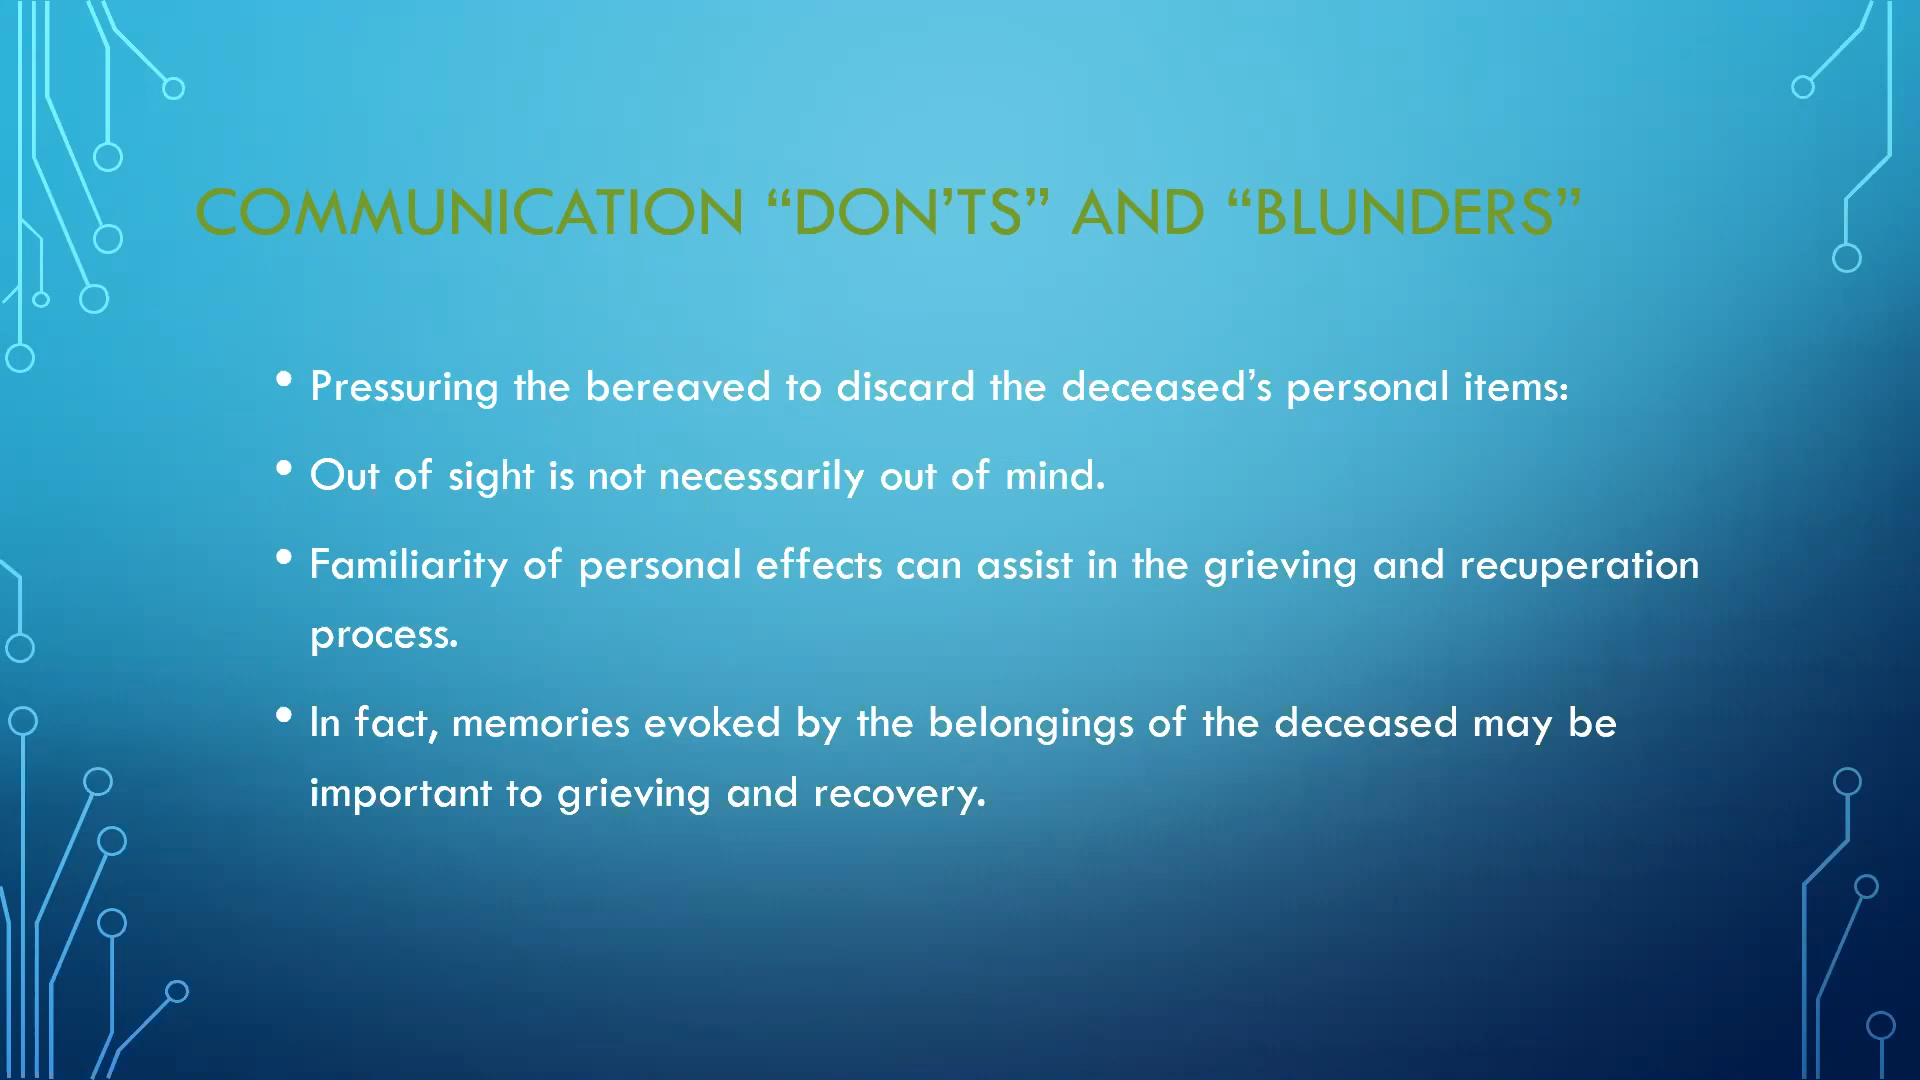 COMMUNICATION “DON’TS” AND “BLUNDERS”
• Pressuring the bereaved to discard the deceased’s personal items:
• Out of sight is not necessarily out of mind.
• Familiarity of personal effects can assist in the grieving and recuperation
process.
• In fact, memories evoked by the belongings of the deceased may be
important to grieving and recovery.